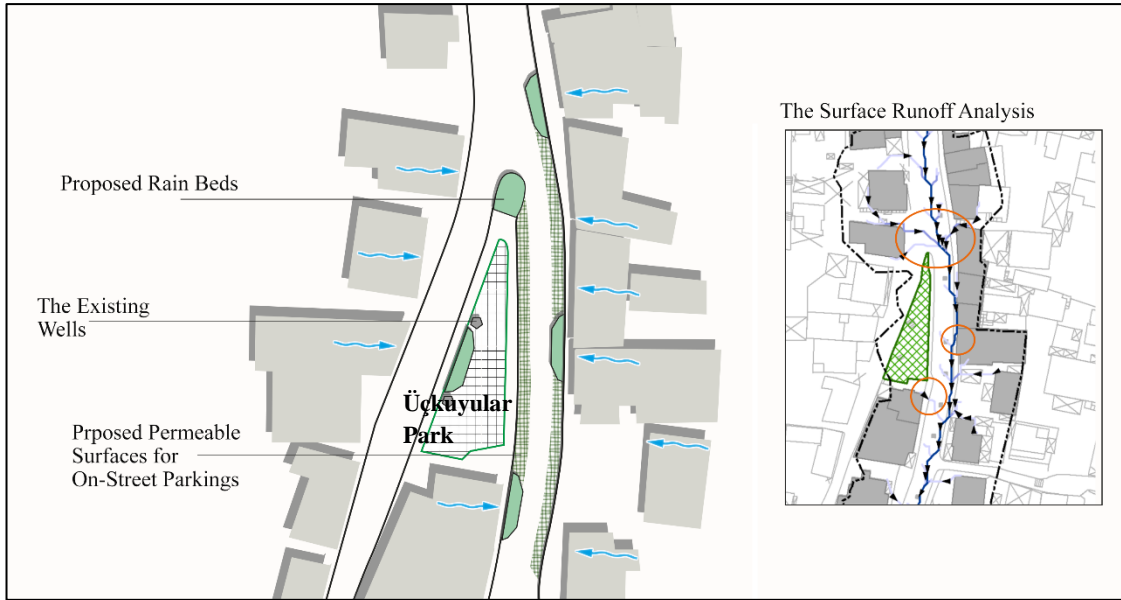 The Surface Runoff Analysis
Proposed Rain Beds
The Existing
Wells
Üçkuyular
Park
Prposed Permeable
Surfaces for
On-Street Parkings